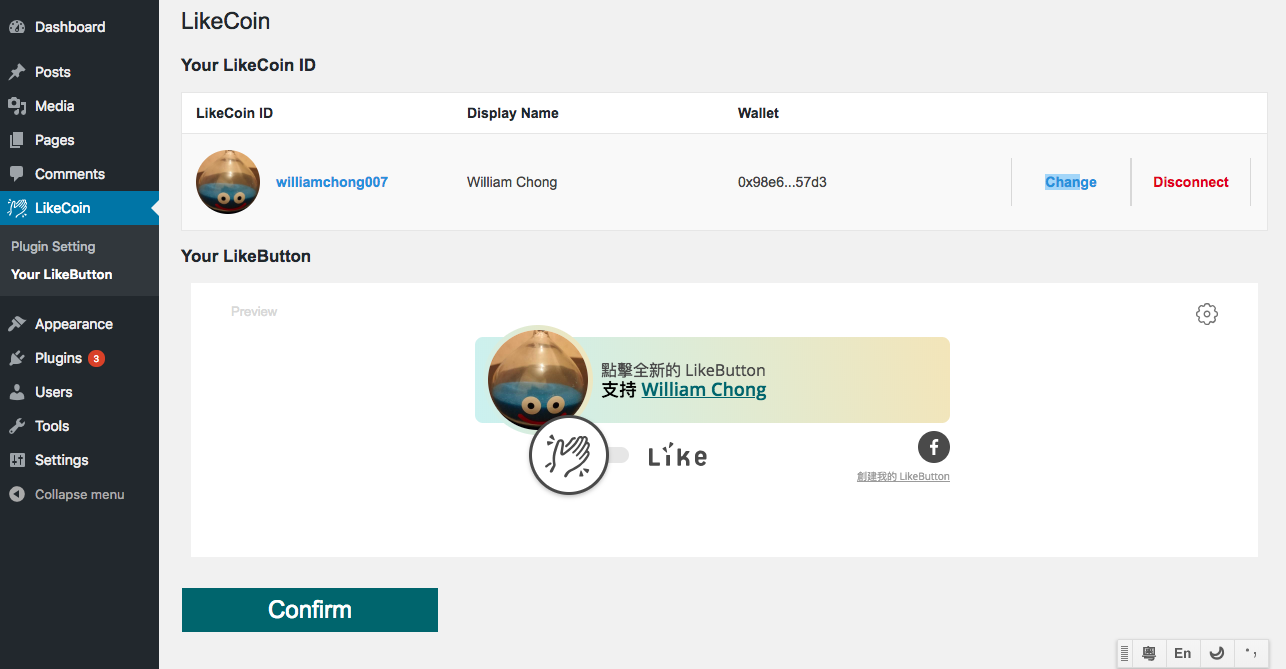 Dashboard
Posts
Media
Pages
Comments
LikeCoin
Plugin Setting
Your LikeButton
Appearance
Plugins 3
Users
Tools
Settings
Collapse menu
LikeCoin
Your LikeCoin ID
LikeCoin ID Display Name Wallet
williamchong007 William Chong 0x98e6...57d3 Change Disconnect
Your LikeButton
Preview
點擊全新的 LikeButton
支持 William Chong
Like
f
創建我的 LikeButton
Confirm
粵 En